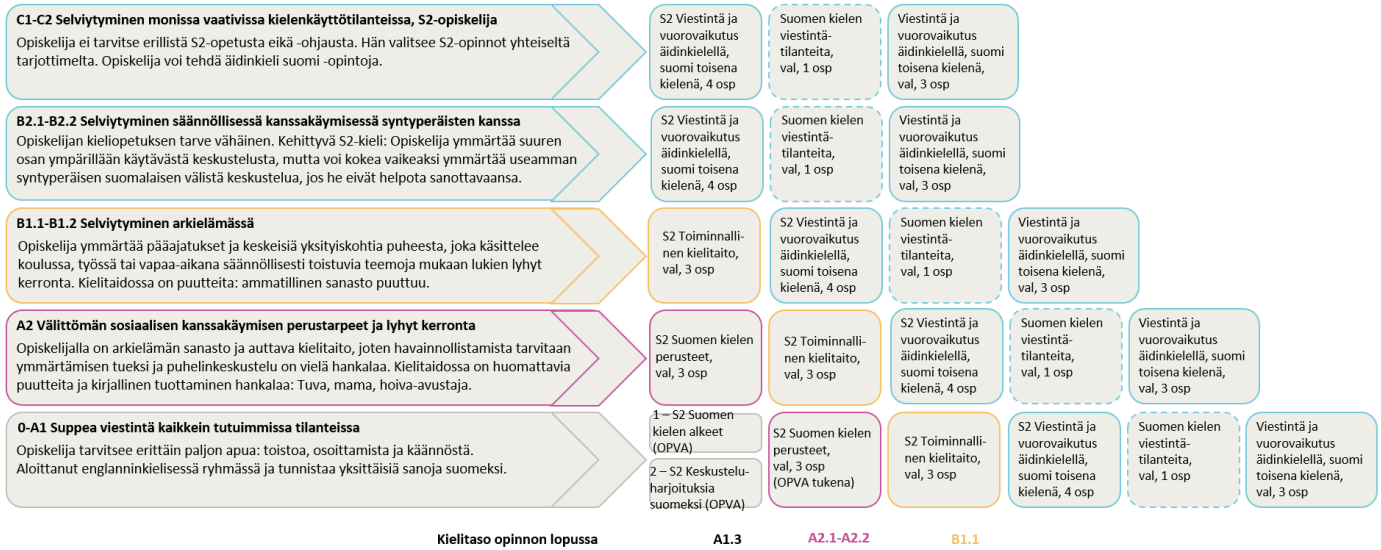 C1-C2 Selviytyminen monissa vaativissa kielenkäyttötilanteissa, S2-opiskelija
Opiskelija ei tarvitse erillistä S2-opetusta eikä -ohjausta. Hän valitsee S2-opinnot yhteiseltä
tarjottimelta. Opiskelija voi tehdä äidinkieli suomi -opintoja.
S2 Viestintä ja
vuorovaikutus
äidinkielellä,
suomi toisena
kielenä, 4 osp
Suomen kielen
viestintä-
tilanteita,
val, 1 osp
Viestintä ja
vuorovaikutus
äidinkielellä, suomi
toisena kielenä,
val, 3 osp
B2.1-B2.2 Selviytyminen säännöllisessä kanssakäymisessä syntyperäisten kanssa
Opiskelijan kieliopetuksen tarve vähäinen. Kehittyvä S2-kieli: Opiskelija ymmärtää suuren
osan ympärillään käytävästä keskustelusta, mutta voi kokea vaikeaksi ymmärtää useamman
syntyperäisen suomalaisen välistä keskustelua, jos he eivät helpota sanottavaansa.
S2 Viestintä ja
vuorovaikutus
äidinkielellä,
suomi toisena
kielenä, 4 osp
Suomen kielen
viestintä-
tilanteita,
val, 1 osp
Viestintä ja
vuorovaikutus
äidinkielellä, suomi
toisena kielenä,
val, 3 osp
B1.1-B1.2 Selviytyminen arkielämässä
Opiskelija ymmärtää pääajatukset ja keskeisiä yksityiskohtia puheesta, joka käsittelee
koulussa, työssä tai vapaa-aikana säännöllisesti toistuvia teemoja mukaan lukien lyhyt
kerronta. Kielitaidossa on puutteita: ammatillinen sanasto puuttuu.
S2 Toiminnalli-
nen kielitaito,
val, 3 osp
S2 Viestintä ja
vuorovaikutus
äidinkielellä,
suomi toisena
kielenä, 4 osp
Suomen kielen
viestintä-
tilanteita,
val, 1 osp
Viestintä ja
vuorovaikutus
äidinkielellä, suomi
toisena kielenä,
val, 3 osp
A2 Välittömän sosiaalisen kanssakäymisen perustarpeet ja lyhyt kerronta
Opiskelijalla on arkielämän sanasto ja auttava kielitaito, joten havainnollistamista tarvitaan
ymmärtämisen tueksi ja puhelinkeskustelu on vielä hankalaa. Kielitaidossa on huomattavia
puutteita ja kirjallinen tuottaminen hankalaa: Tuva, mama, hoiva-avustaja.
S2 Suomen kielen
perusteet,
val, 3 osp
S2 Toiminnalli-
nen kielitaito,
val, 3 osp
S2 Viestintä ja
vuorovaikutus
äidinkielellä,
suomi toisena
kielenä, 4 osp
Suomen kielen
viestintä-
tilanteita,
val, 1 osp
Viestintä ja
vuorovaikutus
äidinkielellä, suomi
toisena kielenä,
val, 3 osp
0-A1 Suppea viestintä kaikkein tutuimmissa tilanteissa
Opiskelija tarvitsee erittäin paljon apua: toistoa, osoittamista ja käännöstä.
Aloittanut englanninkielisessä ryhmässä ja tunnistaa yksittäisiä sanoja suomeksi.
1 – S2 Suomen
kielen alkeet
(OPVA)
2 – S2 Keskustelu-
harjoituksia
suomeksi (OPVA)
S2 Suomen kielen
perusteet,
val, 3 osp
(OPVA tukena)
S2 Toiminnalli-
nen kielitaito,
val, 3 osp
S2 Viestintä ja
vuorovaikutus
äidinkielellä,
suomi toisena
kielenä, 4 osp
Suomen kielen
viestintä-
tilanteita,
val, 1 osp
Viestintä ja
vuorovaikutus
äidinkielellä, suomi
toisena kielenä,
val, 3 osp
Kielitaso opinnon lopussa
A1.3
A2.1-A2.2
B1.1